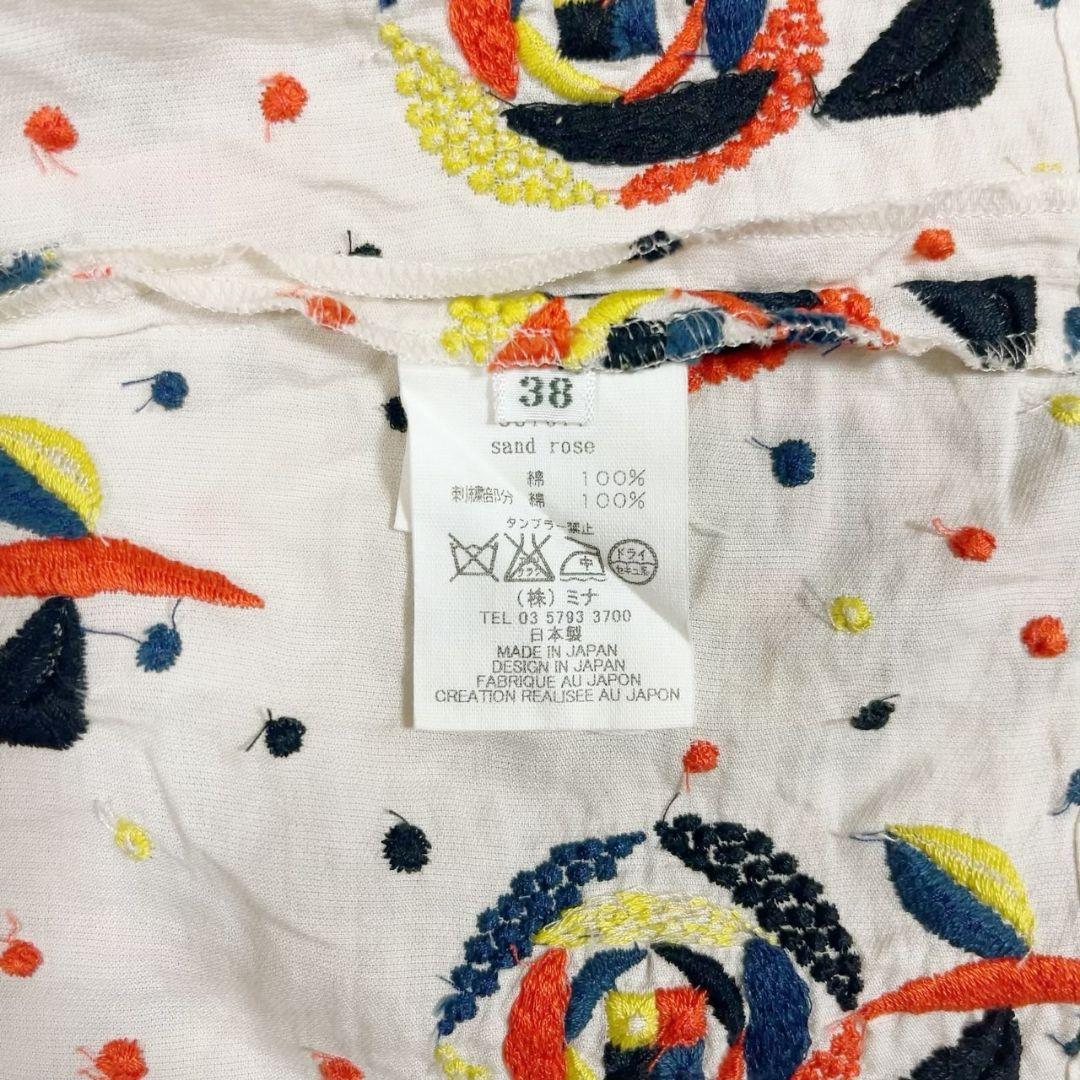 38
sand rose
綿 100%
刺繍部分 綿 100%
タンブラー禁止
中 ドライ
セキユ系
(株)ミナ
TEL 03 5793 3700
日本製
MADE IN JAPAN
DESIGN IN JAPAN
FABRIQUE AU JAPON
CREATION REALISEE AU JAPON